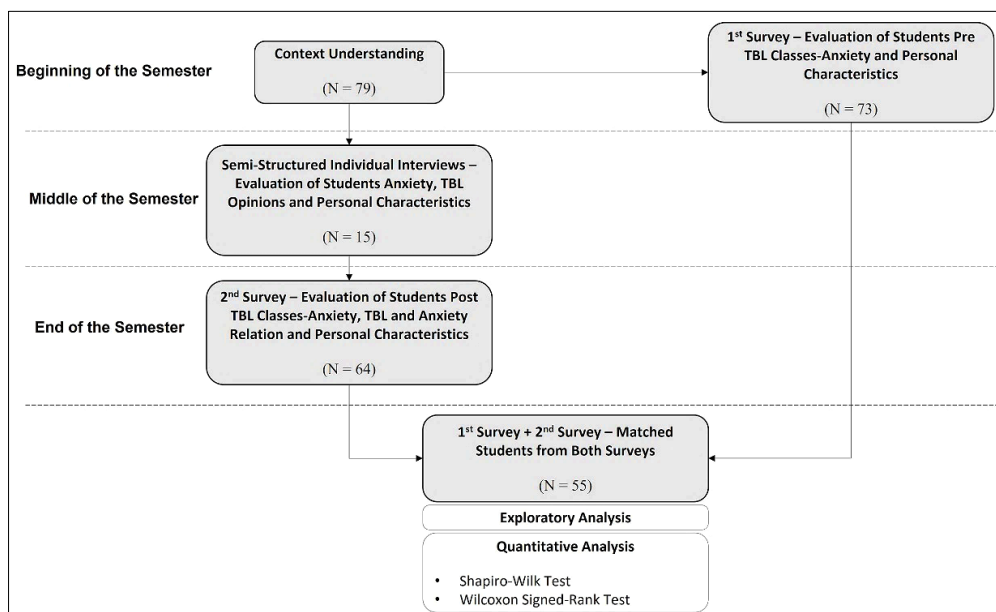 Beginning of the Semester
Context Understanding
(N = 79)
1st Survey – Evaluation of Students Pre
TBL Classes-Anxiety and Personal
Characteristics
(N = 73)
Middle of the Semester
Semi-Structured Individual Interviews –
Evaluation of Students Anxiety, TBL
Opinions and Personal Characteristics
(N = 15)
End of the Semester
2nd Survey – Evaluation of Students Post
TBL Classes-Anxiety, TBL and Anxiety
Relation and Personal Characteristics
(N = 64)
1st Survey + 2nd Survey – Matched
Students from Both Surveys
(N = 55)
Exploratory Analysis
Quantitative Analysis
• Shapiro-Wilk Test
• Wilcoxon Signed-Rank Test